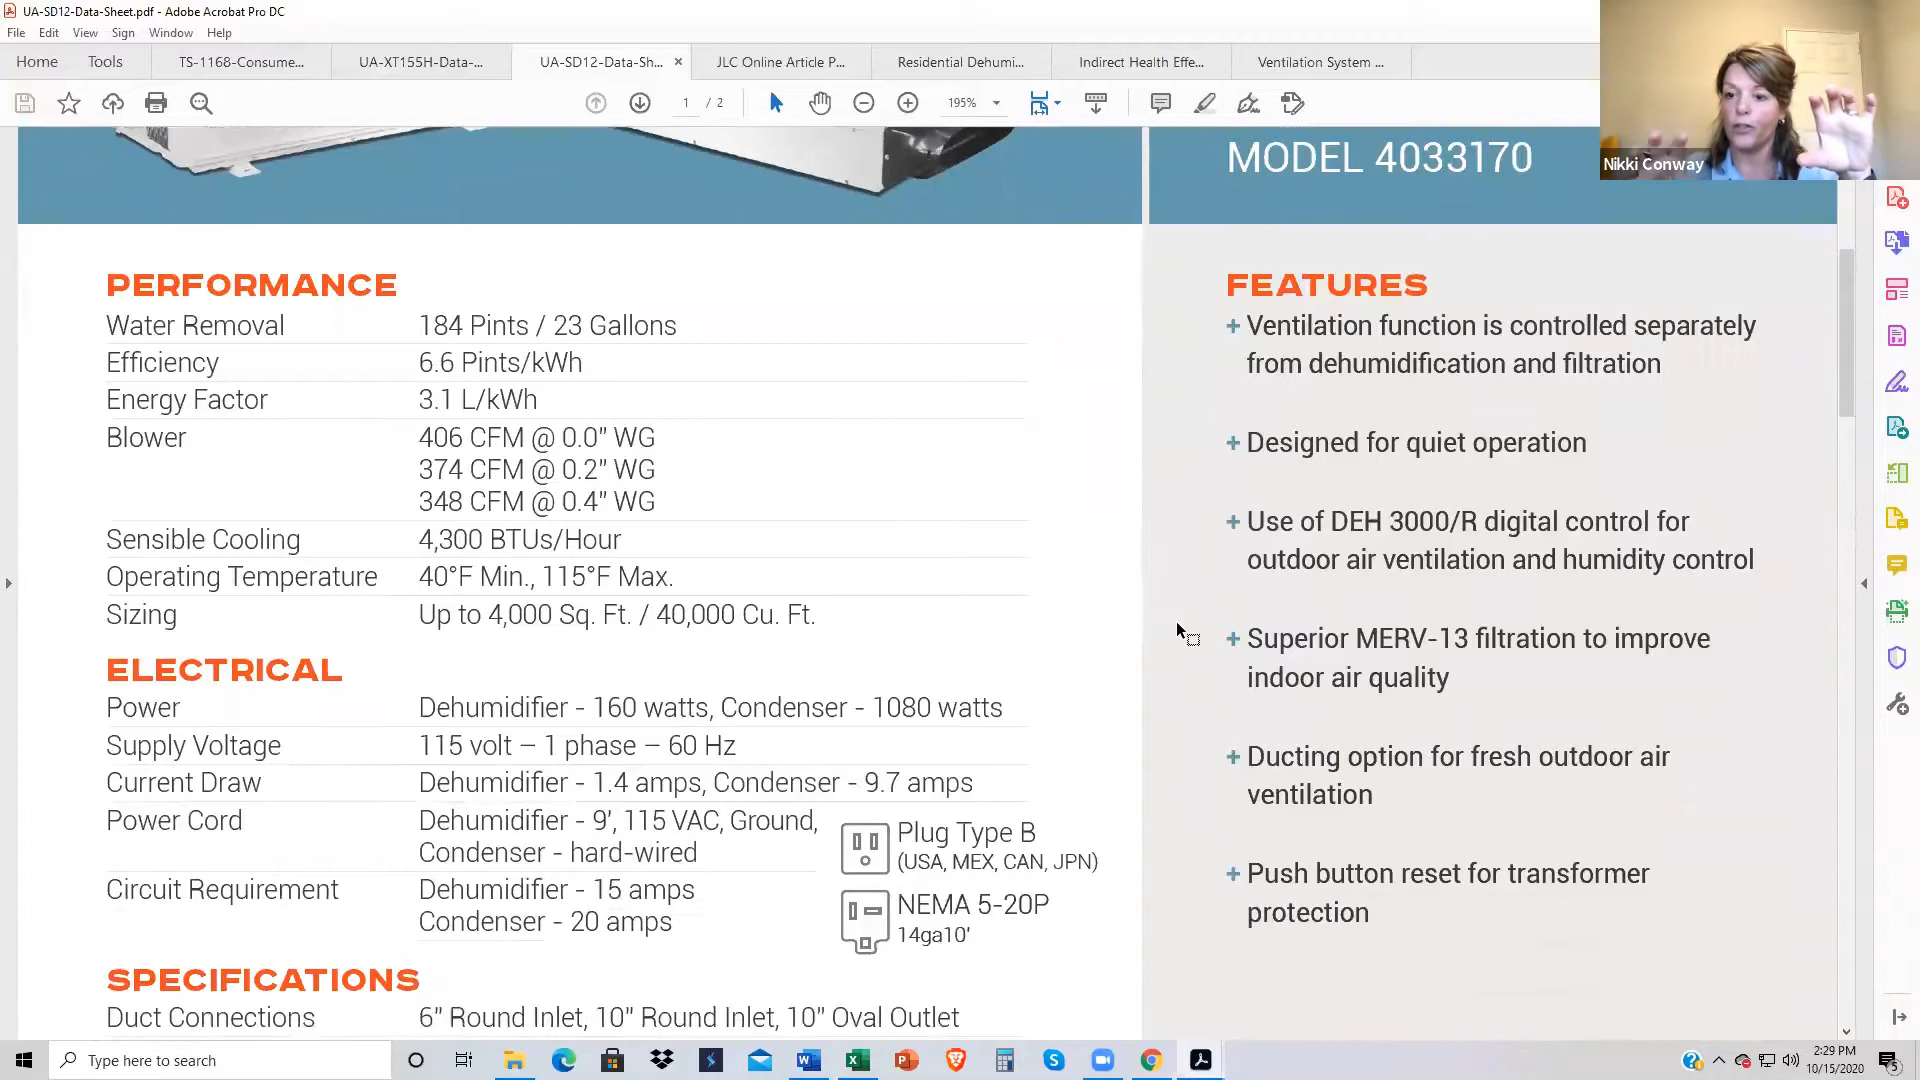 UA-SD12-Data-Sheet.pdf - Adobe Acrobat Pro DC
File Edit View Sign Window Help
Home Tools TS-1168-Consume... UA-XT155H-Data-... UA-SD12-Data-Sh... × JLC Online Article P... Residential Dehumi... Indirect Health Effe... Ventilation System ...
1 / 2 195%
MODEL 4033170
Nikki Conway
PERFORMANCE
Water Removal 184 Pints / 23 Gallons
Efficiency 6.6 Pints/kWh
Energy Factor 3.1 L/kWh
Blower 406 CFM @ 0.0" WG
374 CFM @ 0.2" WG
348 CFM @ 0.4" WG
Sensible Cooling 4,300 BTUs/Hour
Operating Temperature 40°F Min., 115°F Max.
Sizing Up to 4,000 Sq. Ft. / 40,000 Cu. Ft.
ELECTRICAL
Power Dehumidifier - 160 watts, Condenser - 1080 watts
Supply Voltage 115 volt – 1 phase – 60 Hz
Current Draw Dehumidifier - 1.4 amps, Condenser - 9.7 amps
Power Cord Dehumidifier - 9', 115 VAC, Ground,
Condenser - hard-wired
Plug Type B
(USA, MEX, CAN, JPN)
Circuit Requirement Dehumidifier - 15 amps
Condenser - 20 amps
NEMA 5-20P
14ga10'
SPECIFICATIONS
Duct Connections 6" Round Inlet, 10" Round Inlet, 10" Oval Outlet
FEATURES
+ Ventilation function is controlled separately
from dehumidification and filtration
+ Designed for quiet operation
+ Use of DEH 3000/R digital control for
outdoor air ventilation and humidity control
+ Superior MERV-13 filtration to improve
indoor air quality
+ Ducting option for fresh outdoor air
ventilation
+ Push button reset for transformer
protection
Type here to search
2:29 PM
10/15/2020
5